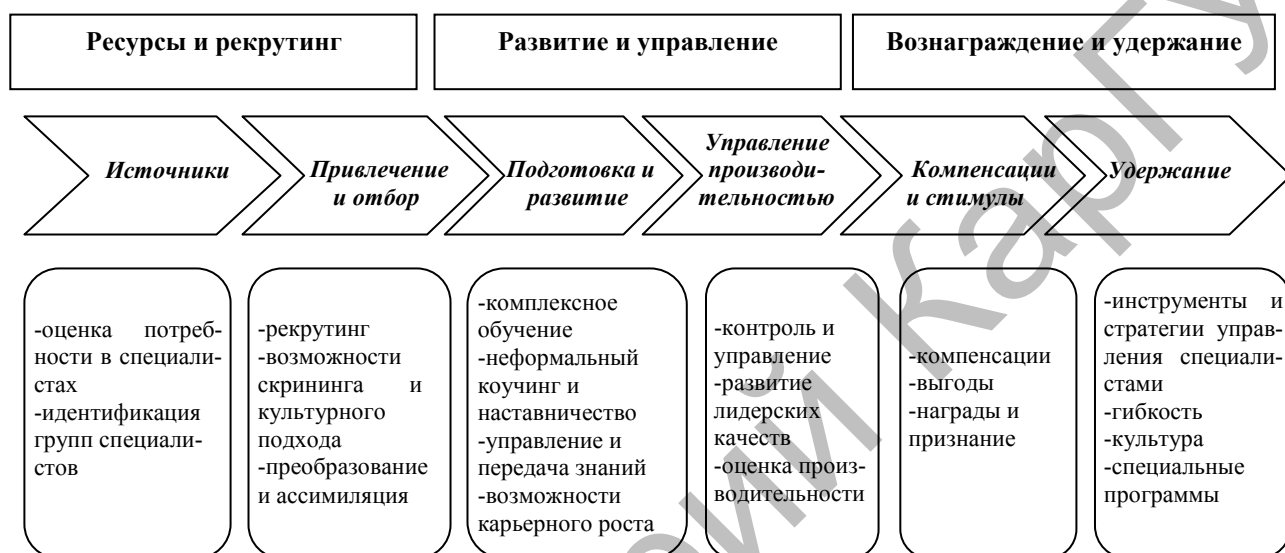 Ресурсы и рекрутинг
Развитие и управление
Вознаграждение и удержание
Источники
Привлечение
и отбор
Подготовка и
развитие
Управление
производи-
тельностью
Компенсации
и стимулы
Удержание
-оценка потреб-
ности в специали-
стах
-идентификация
групп специали-
стов
-рекрутинг
-возможности
скрининга и
культурного
подхода
-преобразование
и ассимиляция
-комплексное
обучение
-неформальный
коучинг и
наставничество
-управление и
передача знаний
-возможности
карьерного роста
-контроль и
управление
-развитие
лидерских
качеств
-оценка произ-
водительности
-компенсации
-выгоды
-награды и
признание
-инструменты и
стратегии управ-
ления специали-
стами
-гибкость
-культура
-специальные
программы